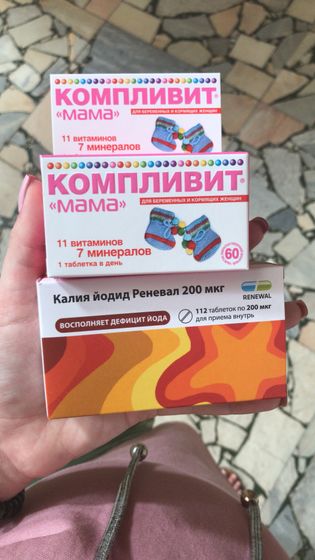 КОМПЛИВИТ®
«мама»
ДЛЯ БЕРЕМЕННЫХ И КОРМЯЩИХ ЖЕНЩИН
11 витаминов
7 минералов
КОМПЛИВИТ®
«мама»
ДЛЯ БЕРЕМЕННЫХ И КОРМЯЩИХ ЖЕНЩИН
11 витаминов
7 минералов
1 таблетка в день
60
Калия йодид Реневал 200 мкг
RENEWAL
ВОСПОЛНЯЕТ ДЕФИЦИТ ЙОДА
112 таблеток по 200 мкг
для приема внутрь